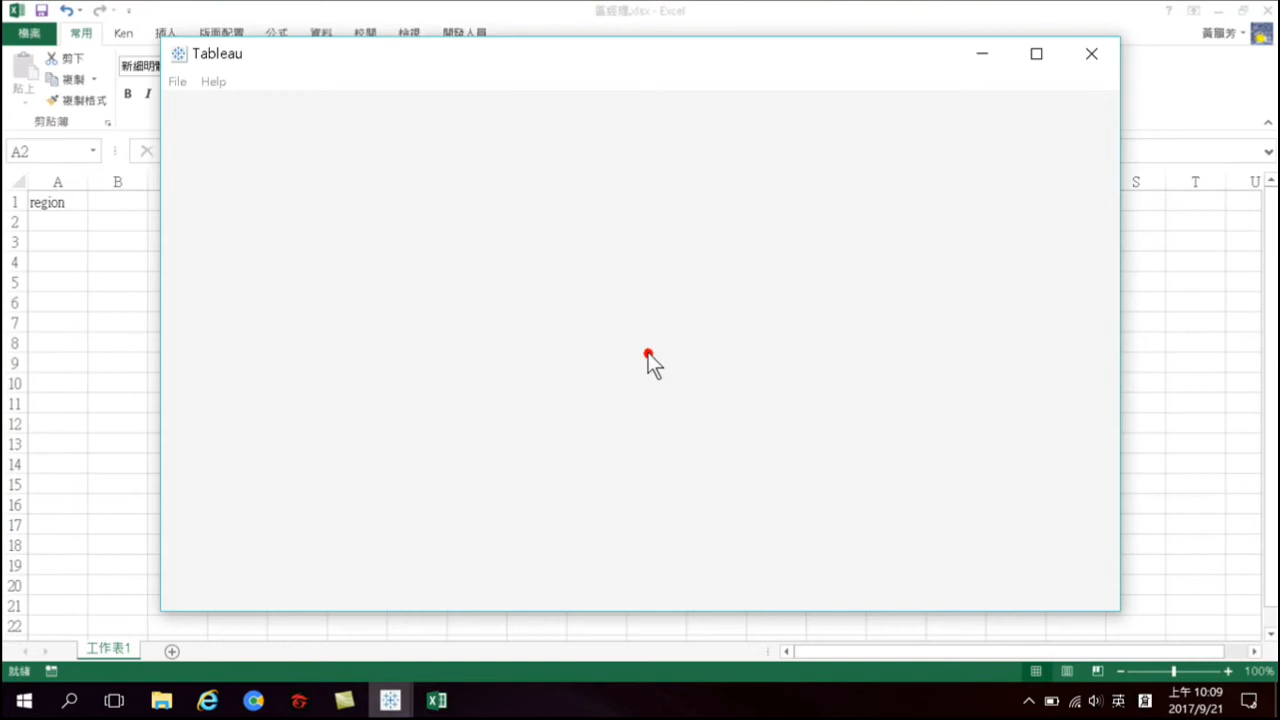 區經理.xlsx - Excel
檔案 常用 Ken 插入 版面配置 公式 資料 校閱 檢視 開發人員
黃顯芳
Tableau
File Help
貼上
剪下
複製
複製格式
剪貼簿
新細明體
B I
A2
A B S T U
1 region
2
3
4
5
6
7
8
9
10
11
12
13
14
15
16
17
18
19
20
21
22
工作表1
就緒
100%
英
上午 10:09
2017/9/21